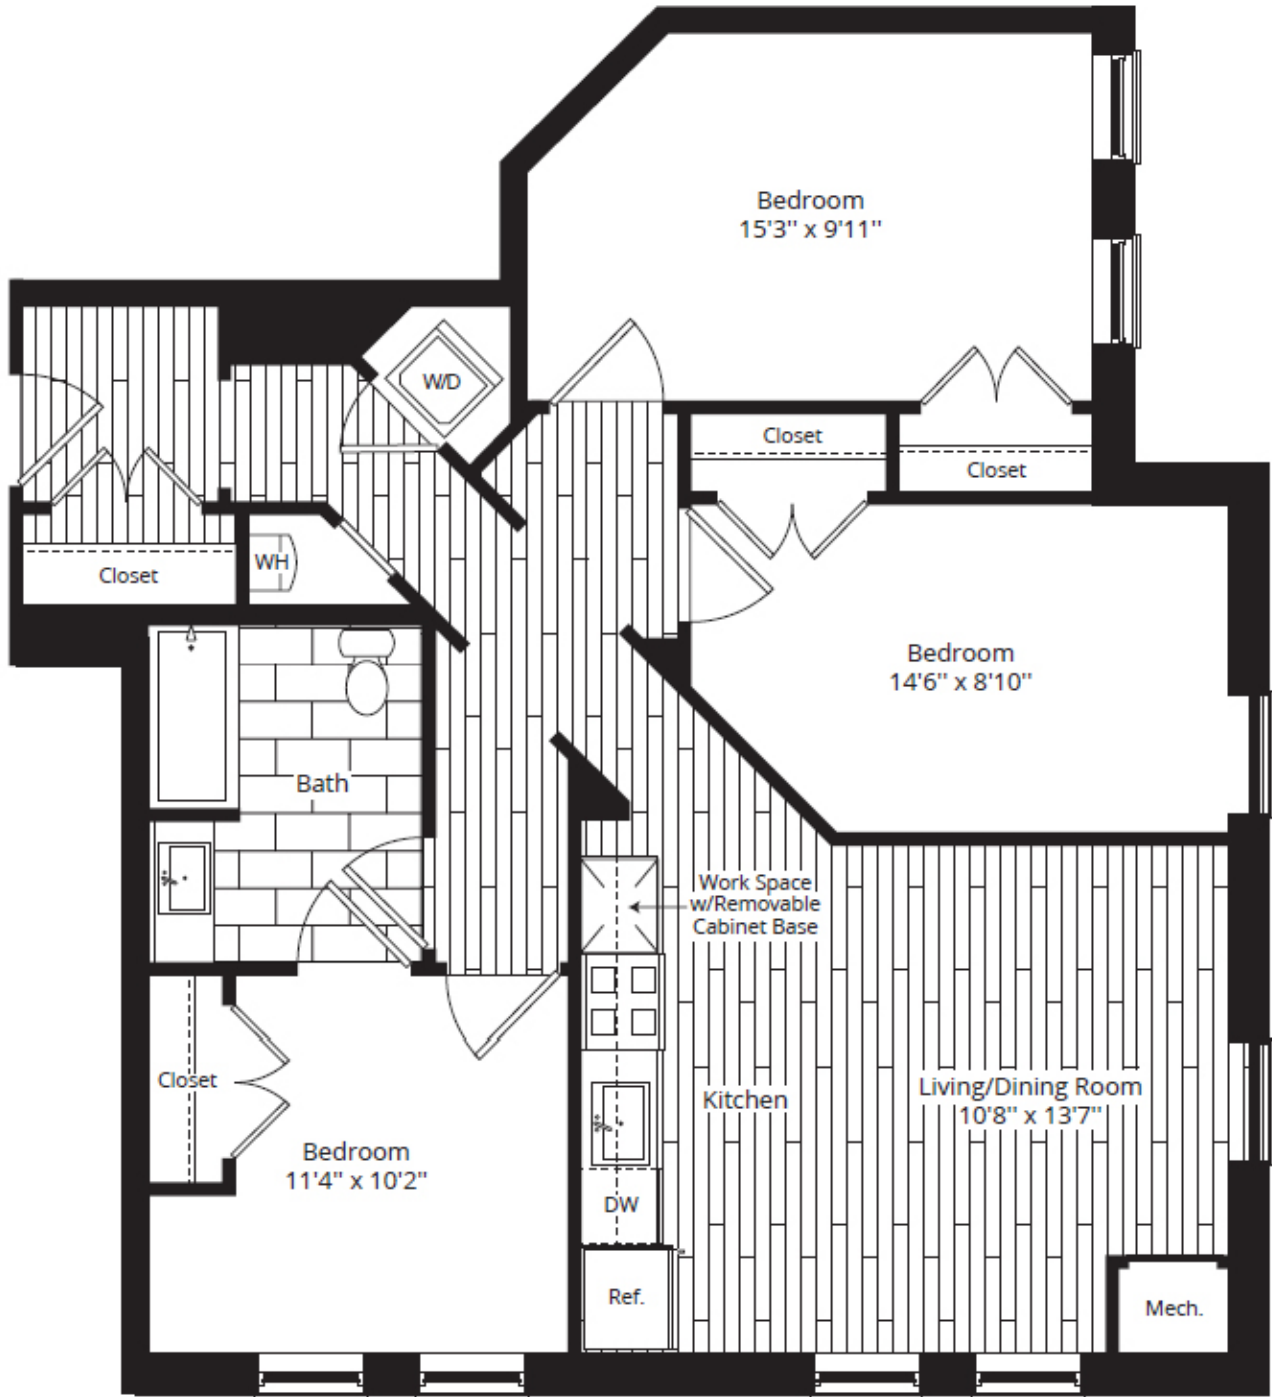 Bedroom
15'3'' x 9'11''
W/D
Closet
Closet
WH
Closet
Bedroom
14'6'' x 8'10''
Bath
Work Space
w/Removable
Cabinet Base
Closet
Kitchen
Living/Dining Room
10'8'' x 13'7''
Bedroom
11'4'' x 10'2''
DW
Ref.
Mech.